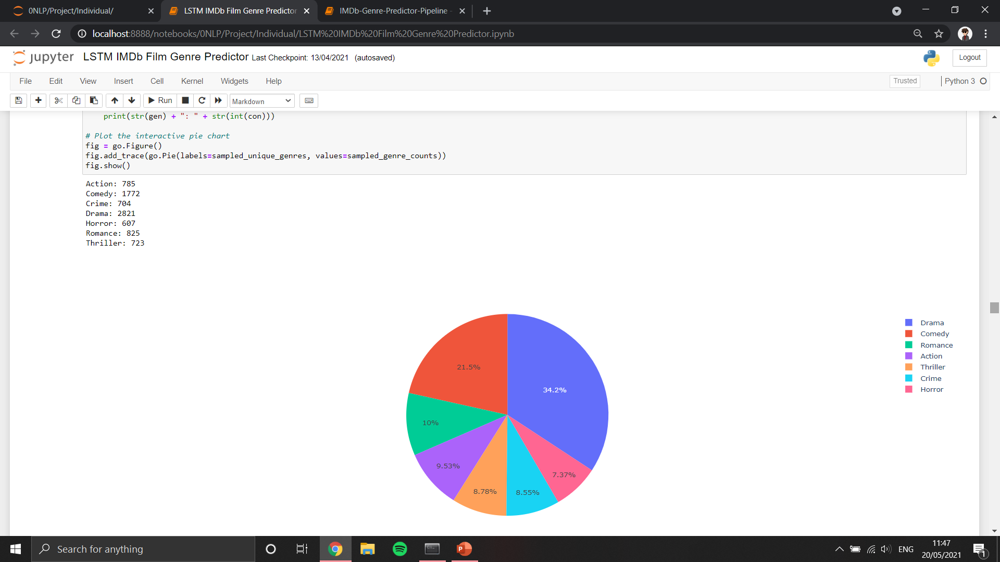 0NLP/Project/Individual/
LSTM IMDb Film Genre Predictor
IMDb-Genre-Predictor-Pipeline -
localhost:8888/notebooks/0NLP/Project/Individual/LSTM%20IMDb%20Film%20Genre%20Predictor.ipynb
jupyter LSTM IMDb Film Genre Predictor Last Checkpoint: 13/04/2021 (autosaved)
Logout
File Edit View Insert Cell Kernel Widgets Help
Trusted
Python 3
Run
Markdown
print(str(gen) + ": " + str(int(con)))
# Plot the interactive pie chart
fig = go.Figure()
fig.add_trace(go.Pie(labels=sampled_unique_genres, values=sampled_genre_counts))
fig.show()
Action: 785
Comedy: 1772
Crime: 704
Drama: 2821
Horror: 607
Romance: 825
Thriller: 723
21.5%
34.2%
10%
9.53%
8.78%
8.55%
7.37%
Drama
Comedy
Romance
Action
Thriller
Crime
Horror
Search for anything
ENG
11:47
20/05/2021
1